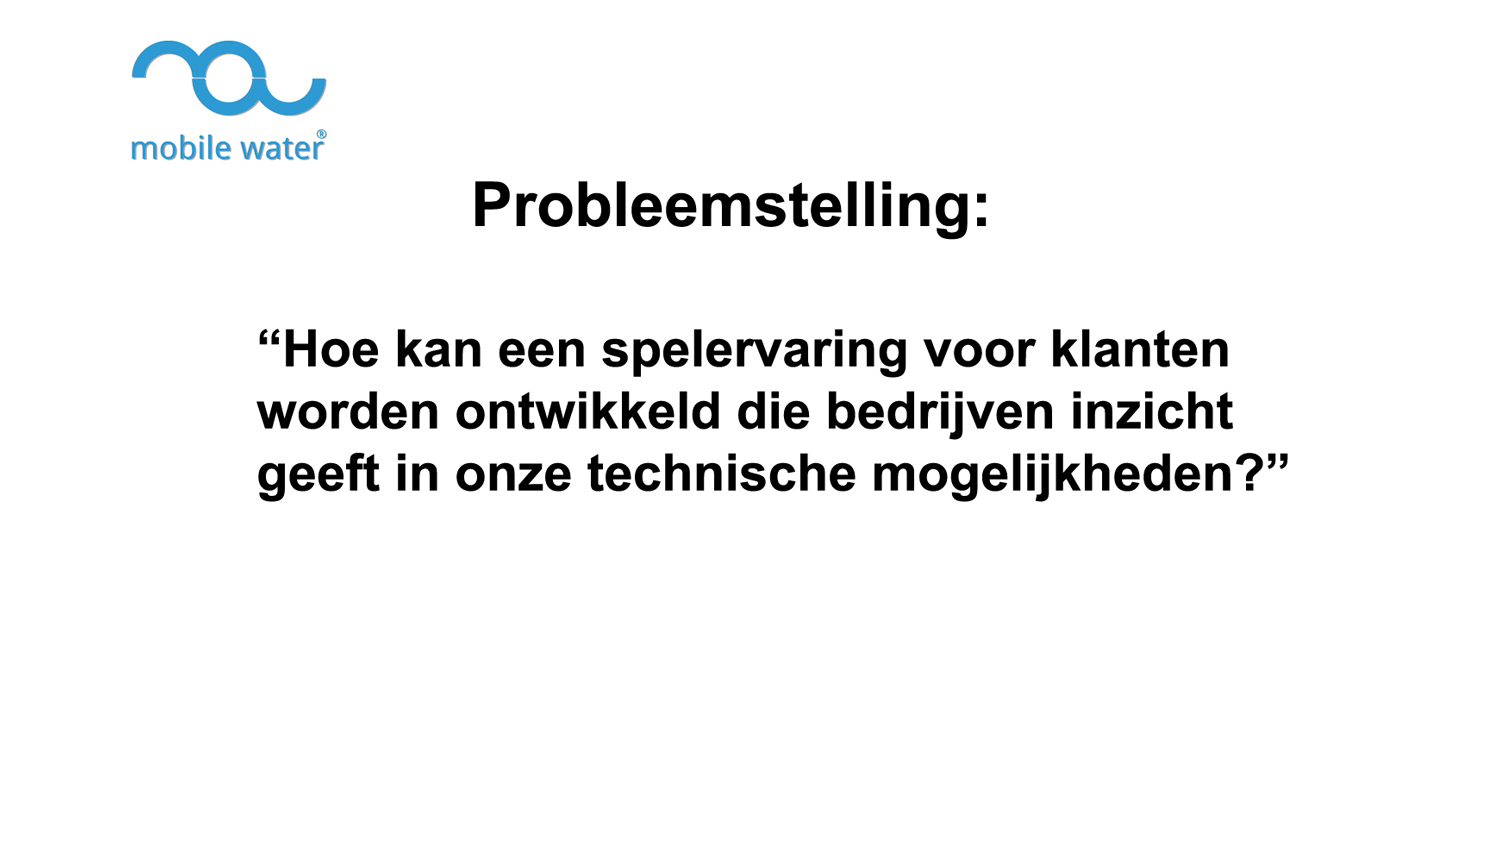 mobile water®
Probleemstelling:
“Hoe kan een spelervaring voor klanten
worden ontwikkeld die bedrijven inzicht
geeft in onze technische mogelijkheden?”